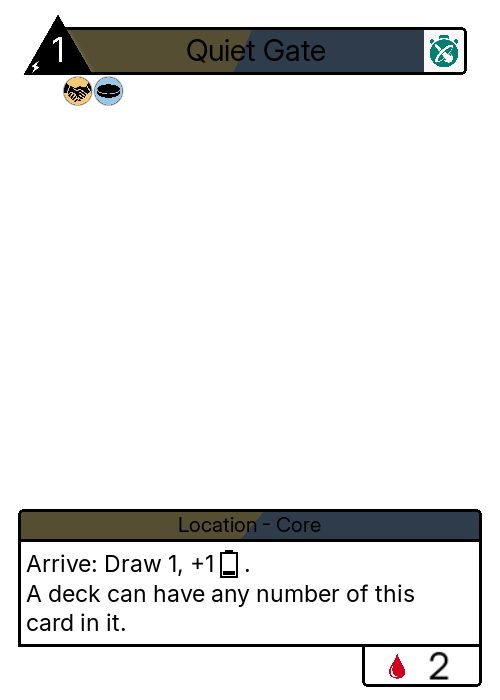 1
Quiet Gate
Location - Core
Arrive: Draw 1, +1 .
A deck can have any number of this
card in it.
2